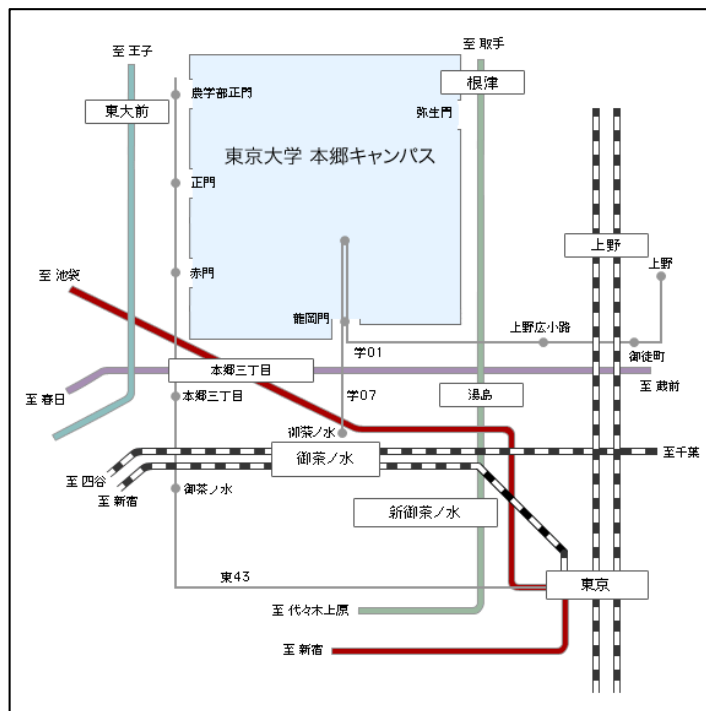 至 王子
至 取手
根津
東大前
農学部正門
弥生門
東京大学 本郷キャンパス
正門
上野
至 池袋
赤門
上野
龍岡門
上野広小路
御徒町
学01
本郷三丁目
至 蔵前
至 春日
本郷三丁目
学07
湯島
御茶ノ水
御茶ノ水
至千葉
至 四谷
至 新宿
御茶ノ水
新御茶ノ水
東43
東京
至 代々木上原
至 新宿